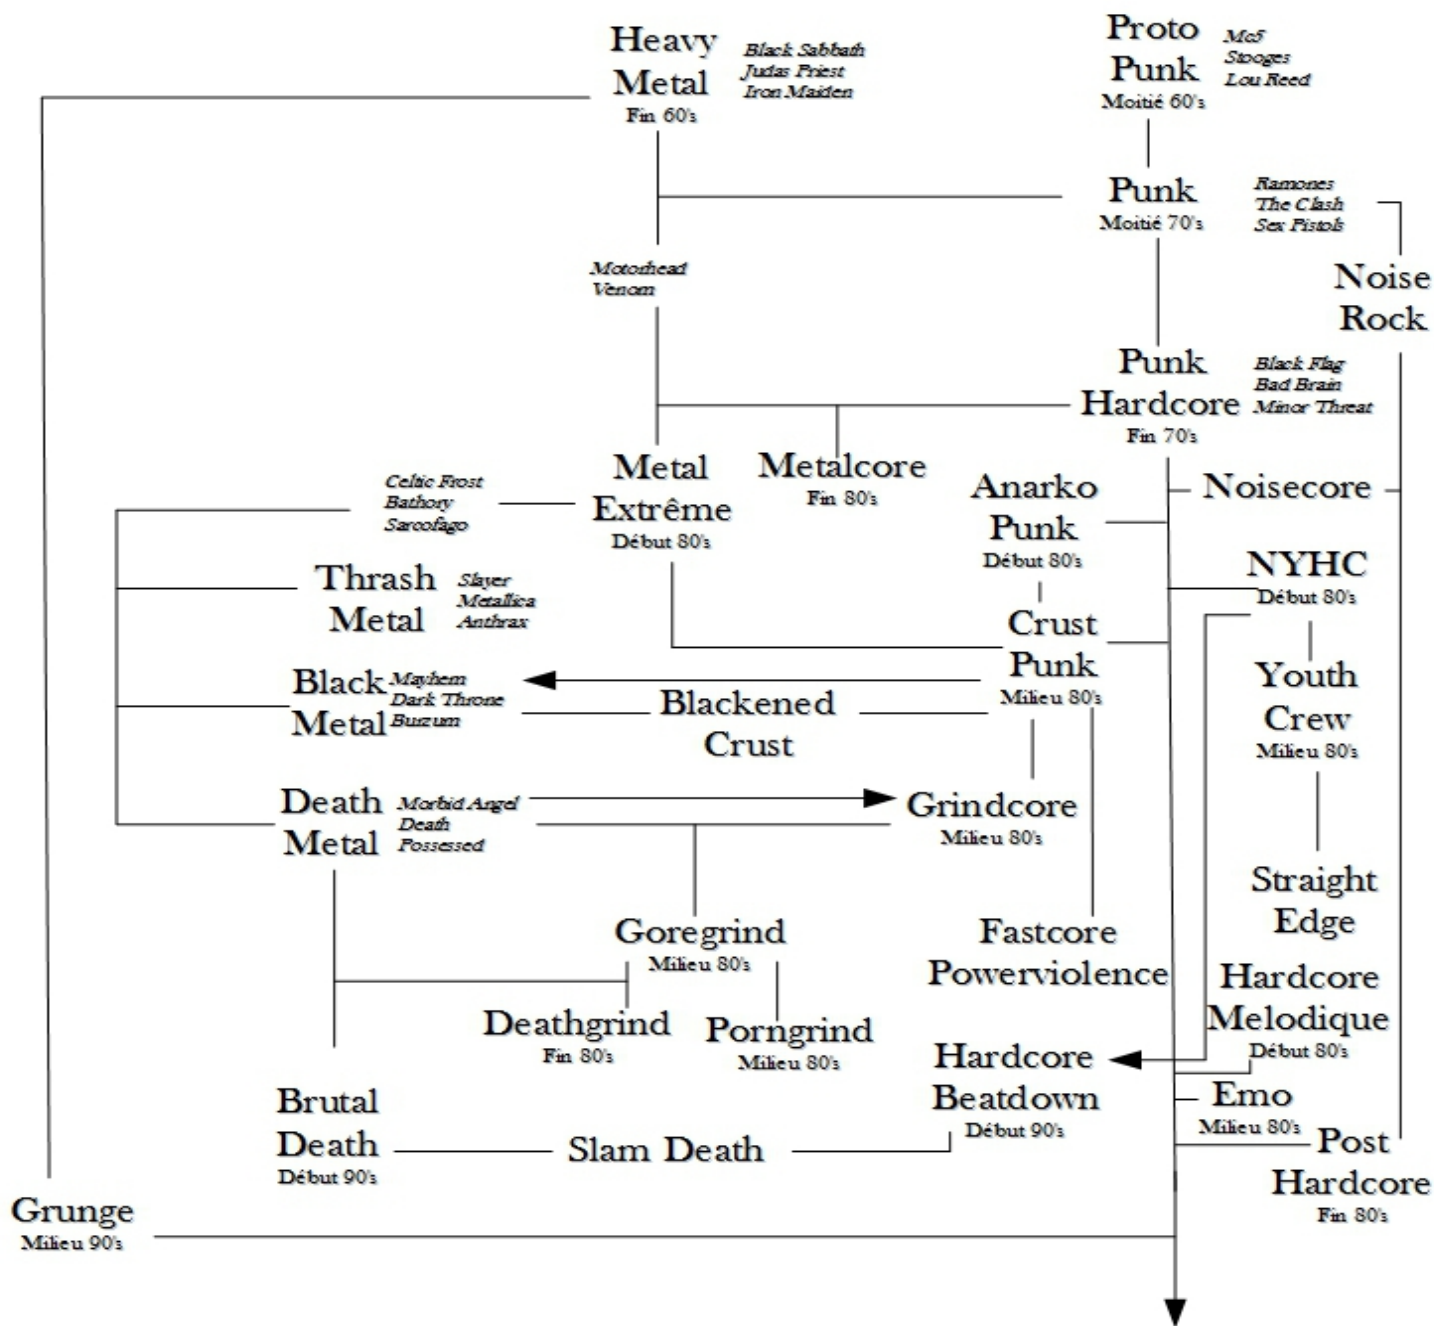 Heavy
Metal
Fin 60's
Black Sabbath
Judas Priest
Iron Maiden
Proto
Punk
Moitié 60's
Mc5
Stooges
Lou Reed
Punk
Moitié 70's
Ramones
The Clash
Sex Pistols
Motorhead
Venom
Noise
Rock
Punk
Hardcore
Fin 70's
Black Flag
Bad Brain
Minor Threat
Metal
Extrême
Début 80's
Metalcore
Fin 80's
Celtic Frost
Bathory
Sarcofago
Anarko
Punk
Début 80's
Noisecore
NYHC
Début 80's
Thrash
Metal
Slayer
Metallica
Anthrax
Crust
Punk
Milieu 80's
Youth
Crew
Milieu 80's
Black
Metal
Mayhem
Dark Throne
Burzum
Blackened
Crust
Death
Metal
Morbid Angel
Death
Possessed
Grindcore
Milieu 80's
Straight
Edge
Goregrind
Milieu 80's
Fastcore
Powerviolence
Hardcore
Melodique
Début 80's
Deathgrind
Fin 80's
Porngrind
Milieu 80's
Hardcore
Beatdown
Début 90's
Emo
Milieu 80's
Brutal
Death
Début 90's
Slam Death
Post
Hardcore
Fin 80's
Grunge
Milieu 90's